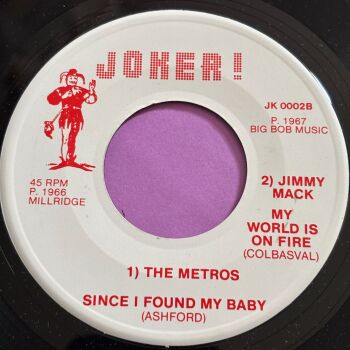 JOKER!
JK 0002B
P. 1967
BIG BOB MUSIC
45 RPM
P. 1966
MILLRIDGE
2) JIMMY
MACK
MY
WORLD IS
ON FIRE
(COLBASVAL)
1) THE METROS
SINCE I FOUND MY BABY
(ASHFORD)